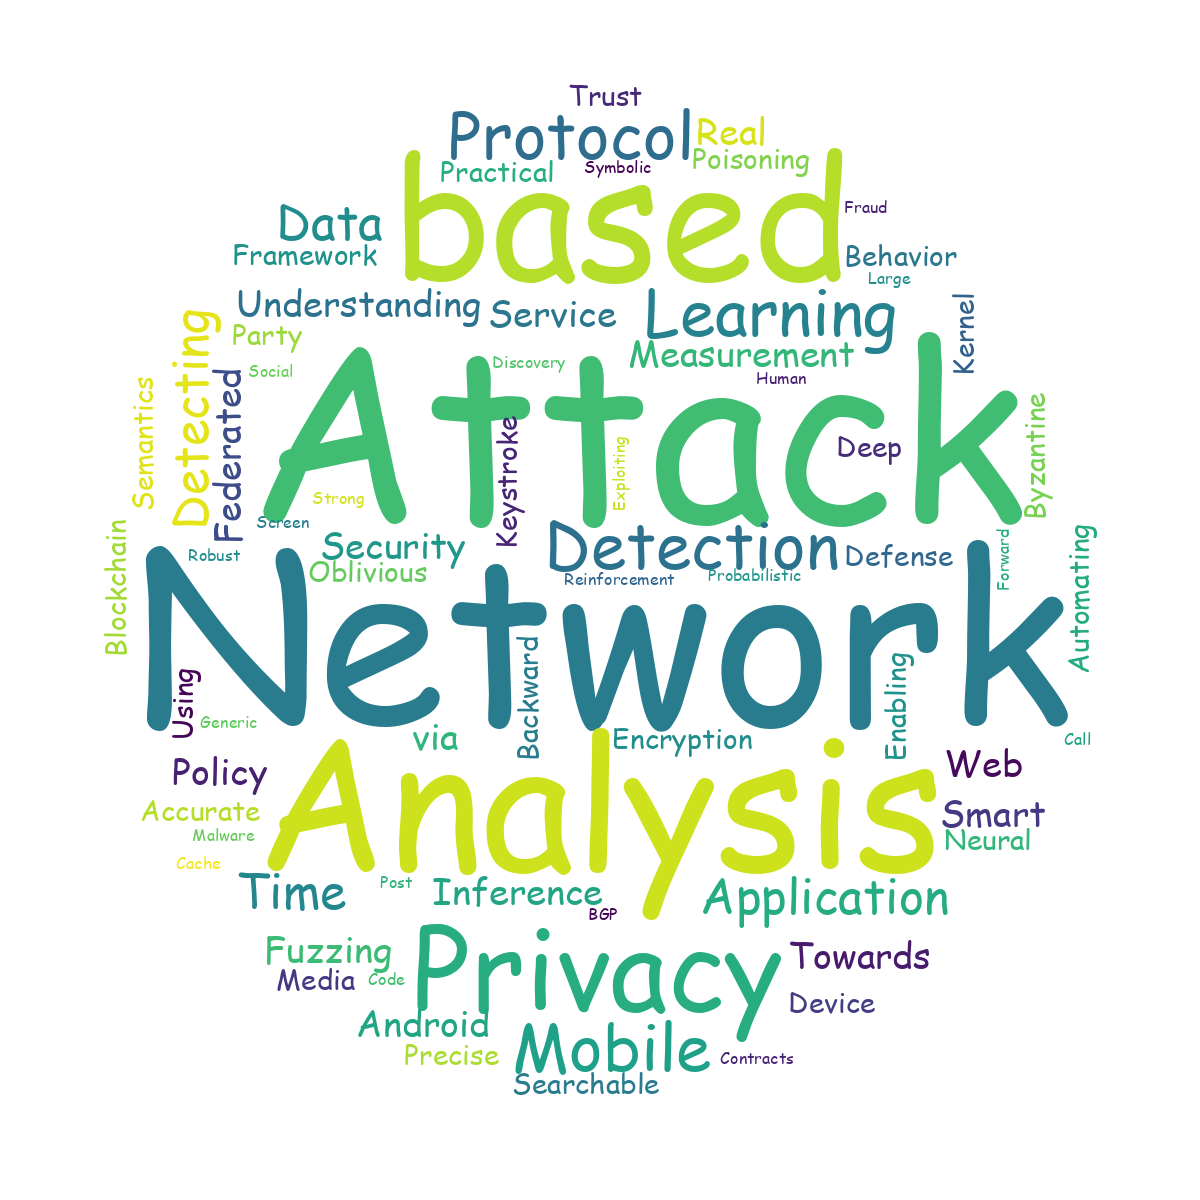 Trust
Protocol
Real
Practical
Symbolic
Poisoning
based
Data
Fraud
Framework
Behavior
Large
Understanding
Service
Learning
Kernel
Party
Detecting
Measurement
Social
Discovery
Human
Federated
Semantics
Attack
Keystroke
Exploiting
Deep
Byzantine
Strong
Screen
Blockchain
Robust
Security
Detection
Defense
Oblivious
Reinforcement
Probabilistic
Forward
Automating
Network
Using
Generic
Backward
Enabling
via
Encryption
Call
Policy
Analysis
Web
Accurate
Smart
Malware
Neural
Cache
Time
Post
Inference
Application
BGP
Fuzzing
Privacy
Towards
Media
Code
Device
Android
Mobile
Precise
Contracts
Searchable